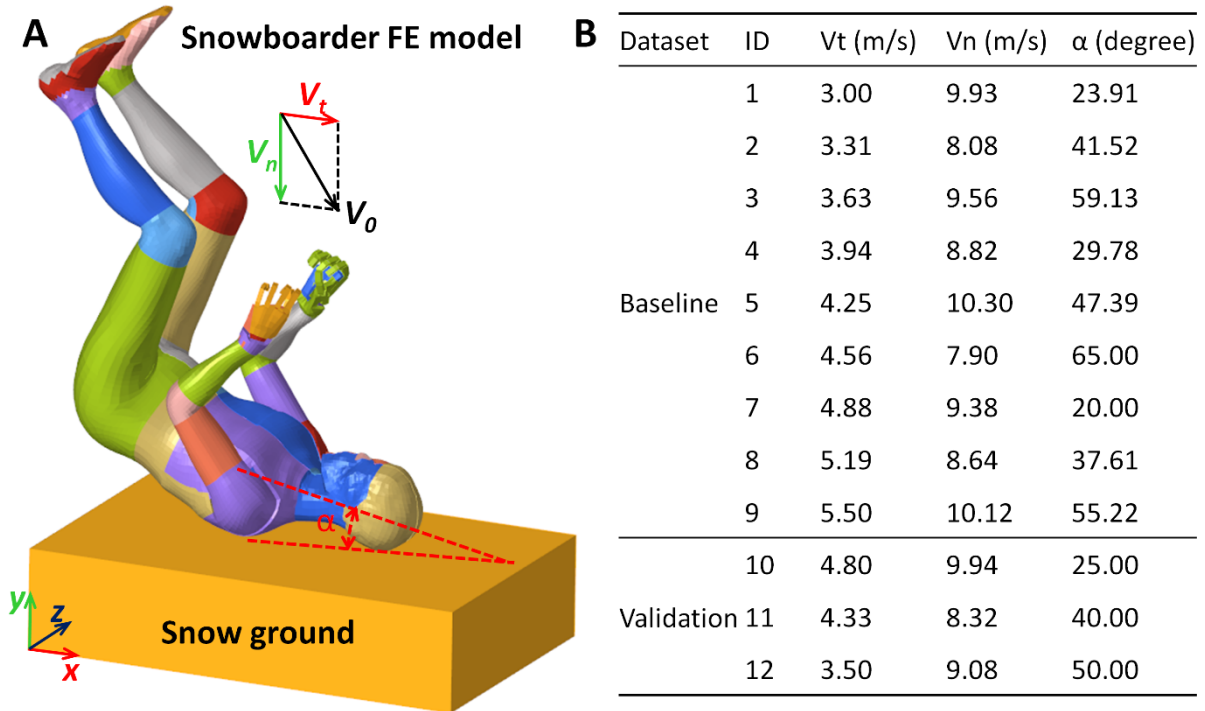 A
Snowboarder FE model
Vt
Vn
V0
α
Snow ground
y
z
x
B
Dataset ID Vt (m/s) Vn (m/s) α (degree)
1 3.00 9.93 23.91
2 3.31 8.08 41.52
3 3.63 9.56 59.13
4 3.94 8.82 29.78
Baseline 5 4.25 10.30 47.39
6 4.56 7.90 65.00
7 4.88 9.38 20.00
8 5.19 8.64 37.61
9 5.50 10.12 55.22
10 4.80 9.94 25.00
Validation 11 4.33 8.32 40.00
12 3.50 9.08 50.00